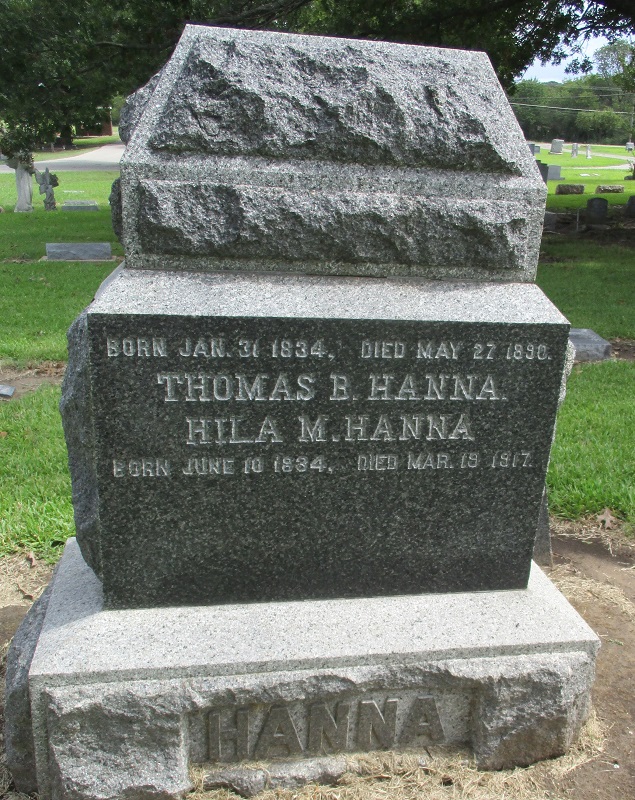 BORN JAN. 31 1834, DIED MAY 27 1890.
THOMAS B. HANNA.
HILA M. HANNA
BORN JUNE 10 1834, DIED MAR. 19 1917.
HANNA